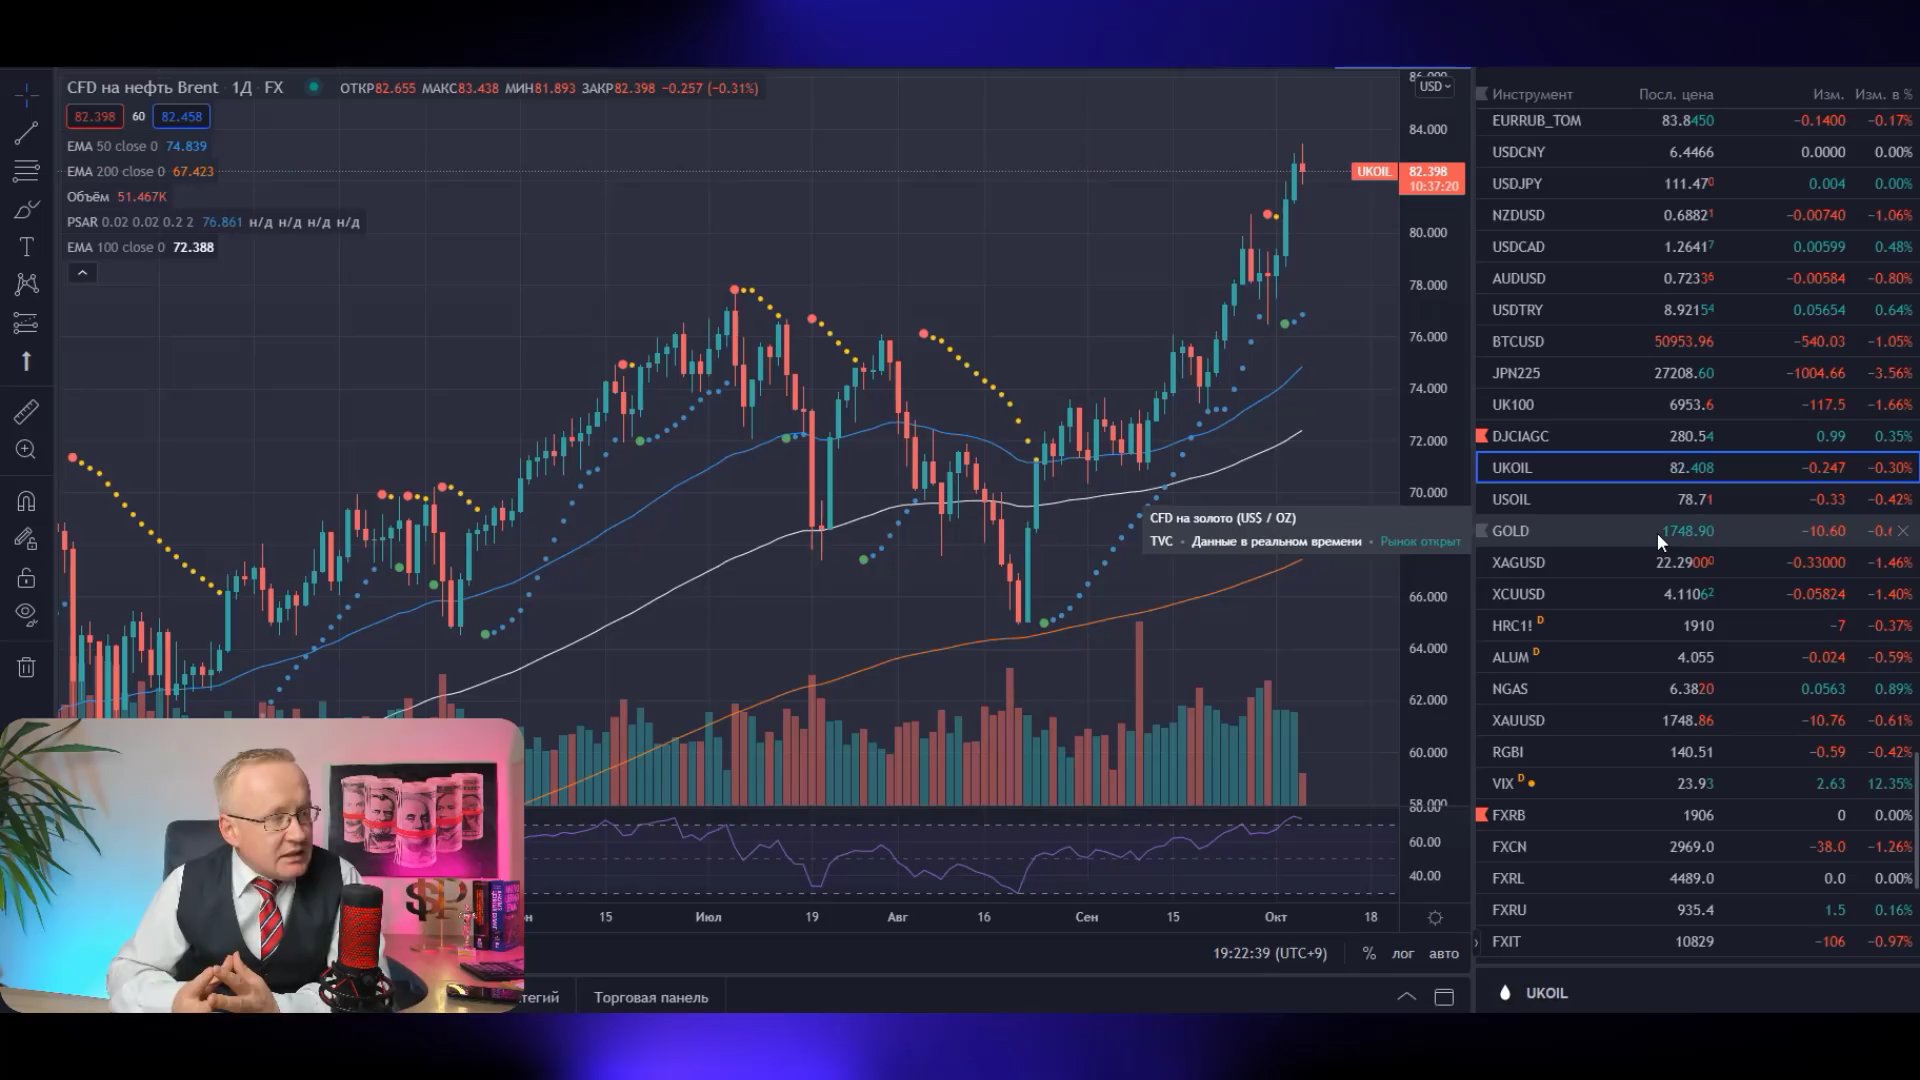 CFD на нефть Brent 1Д FX ОТКР82.655 МАКС83.438 МИН81.893 ЗАКР82.398 −0.257 (−0.31%)
82.398 60 82.458
EMA 50 close 0 74.839
EMA 200 close 0 67.423
Объём 51.467K
PSAR 0.02 0.02 0.2 2 76.861 н/д н/д н/д н/д
EMA 100 close 0 72.388
USD
86.000
84.000
UKOIL 82.398
10:37:20
80.000
78.000
76.000
74.000
72.000
70.000
66.000
64.000
62.000
60.000
58.000
60.00
40.00
CFD на золото (US$ / OZ)
TVC • Данные в реальном времени • Рынок открыт
15 Июл 19 Авг 16 Сен 15 Окт 18
19:22:39 (UTC+9) % лог авто
Торговая панель
Инструмент Посл. цена Изм. Изм. в %
EURRUB_TOM 83.8450 −0.1400 −0.17%
USDCNY 6.4466 0.0000 0.00%
USDJPY 111.470 0.004 0.00%
NZDUSD 0.68821 −0.00740 −1.06%
USDCAD 1.26417 0.00599 0.48%
AUDUSD 0.72336 −0.00584 −0.80%
USDTRY 8.92154 0.05654 0.64%
BTCUSD 50953.96 −540.03 −1.05%
JPN225 27208.60 −1004.66 −3.56%
UK100 6953.6 −117.5 −1.66%
DJCIAGC 280.54 0.99 0.35%
UKOIL 82.408 −0.247 −0.30%
USOIL 78.71 −0.33 −0.42%
GOLD 1748.90 −10.60
XAGUSD 22.29000 −0.33000 −1.46%
XCUUSD 4.11062 −0.05824 −1.40%
HRC1! D 1910 −7 −0.37%
ALUM D 4.055 −0.024 −0.59%
NGAS 6.3820 0.0563 0.89%
XAUUSD 1748.86 −10.76 −0.61%
RGBI 140.51 −0.59 −0.42%
VIX D 23.93 2.63 12.35%
FXRB 1906 0 0.00%
FXCN 2969.0 −38.0 −1.26%
FXRL 4489.0 0.0 0.00%
FXRU 935.4 1.5 0.16%
FXIT 10829 −106 −0.97%
UKOIL